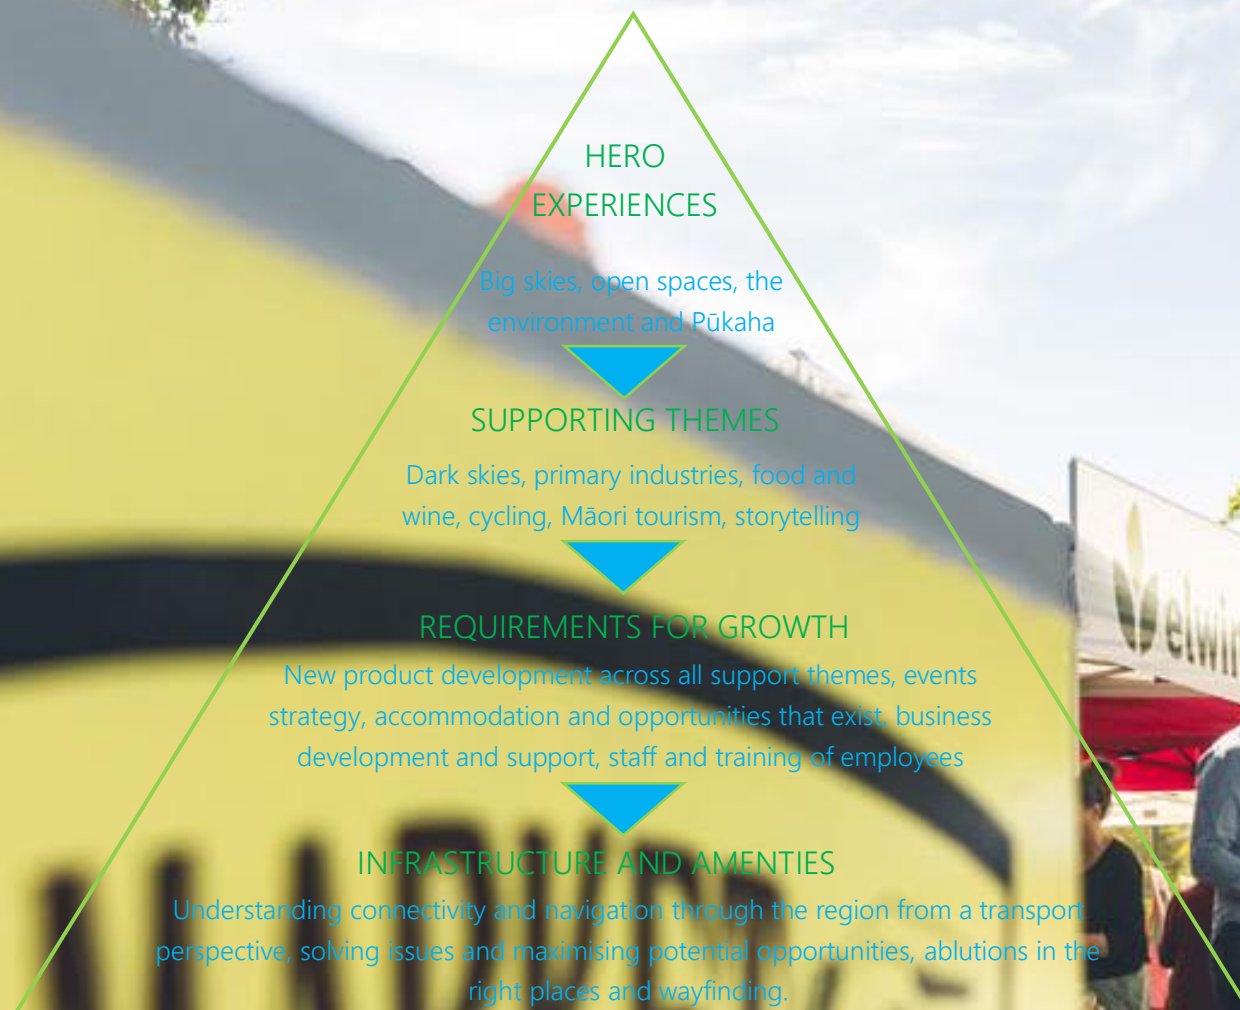 HERO
EXPERIENCES
Big skies, open spaces, the
environment and Pūkaha
SUPPORTING THEMES
Dark skies, primary industries, food and
wine, cycling, Māori tourism, storytelling
REQUIREMENTS FOR GROWTH
New product development across all support themes, events
strategy, accommodation and opportunities that exist, business
development and support, staff and training of employees
INFRASTRUCTURE AND AMENTIES
Understanding connectivity and navigation through the region from a transport
perspective, solving issues and maximising potential opportunities, ablutions in the
right places and wayfinding.